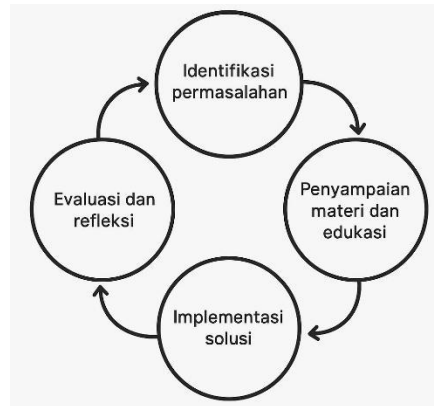 Identifikasi
permasalahan
Penyampaian
materi dan
edukasi
Implementasi
solusi
Evaluasi dan
refleksi